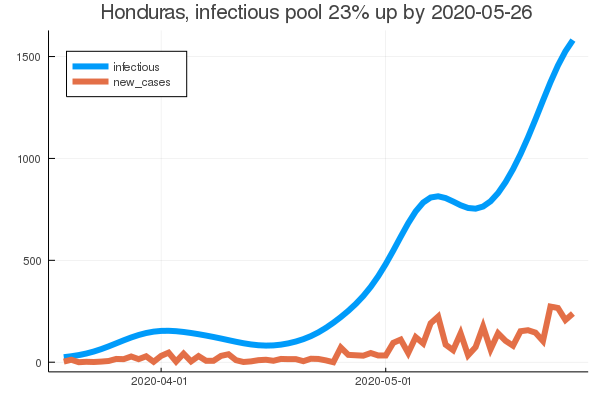 Honduras, infectious pool 23% up by 2020-05-26
infectious
new_cases
1500
1000
500
0
2020-04-01
2020-05-01